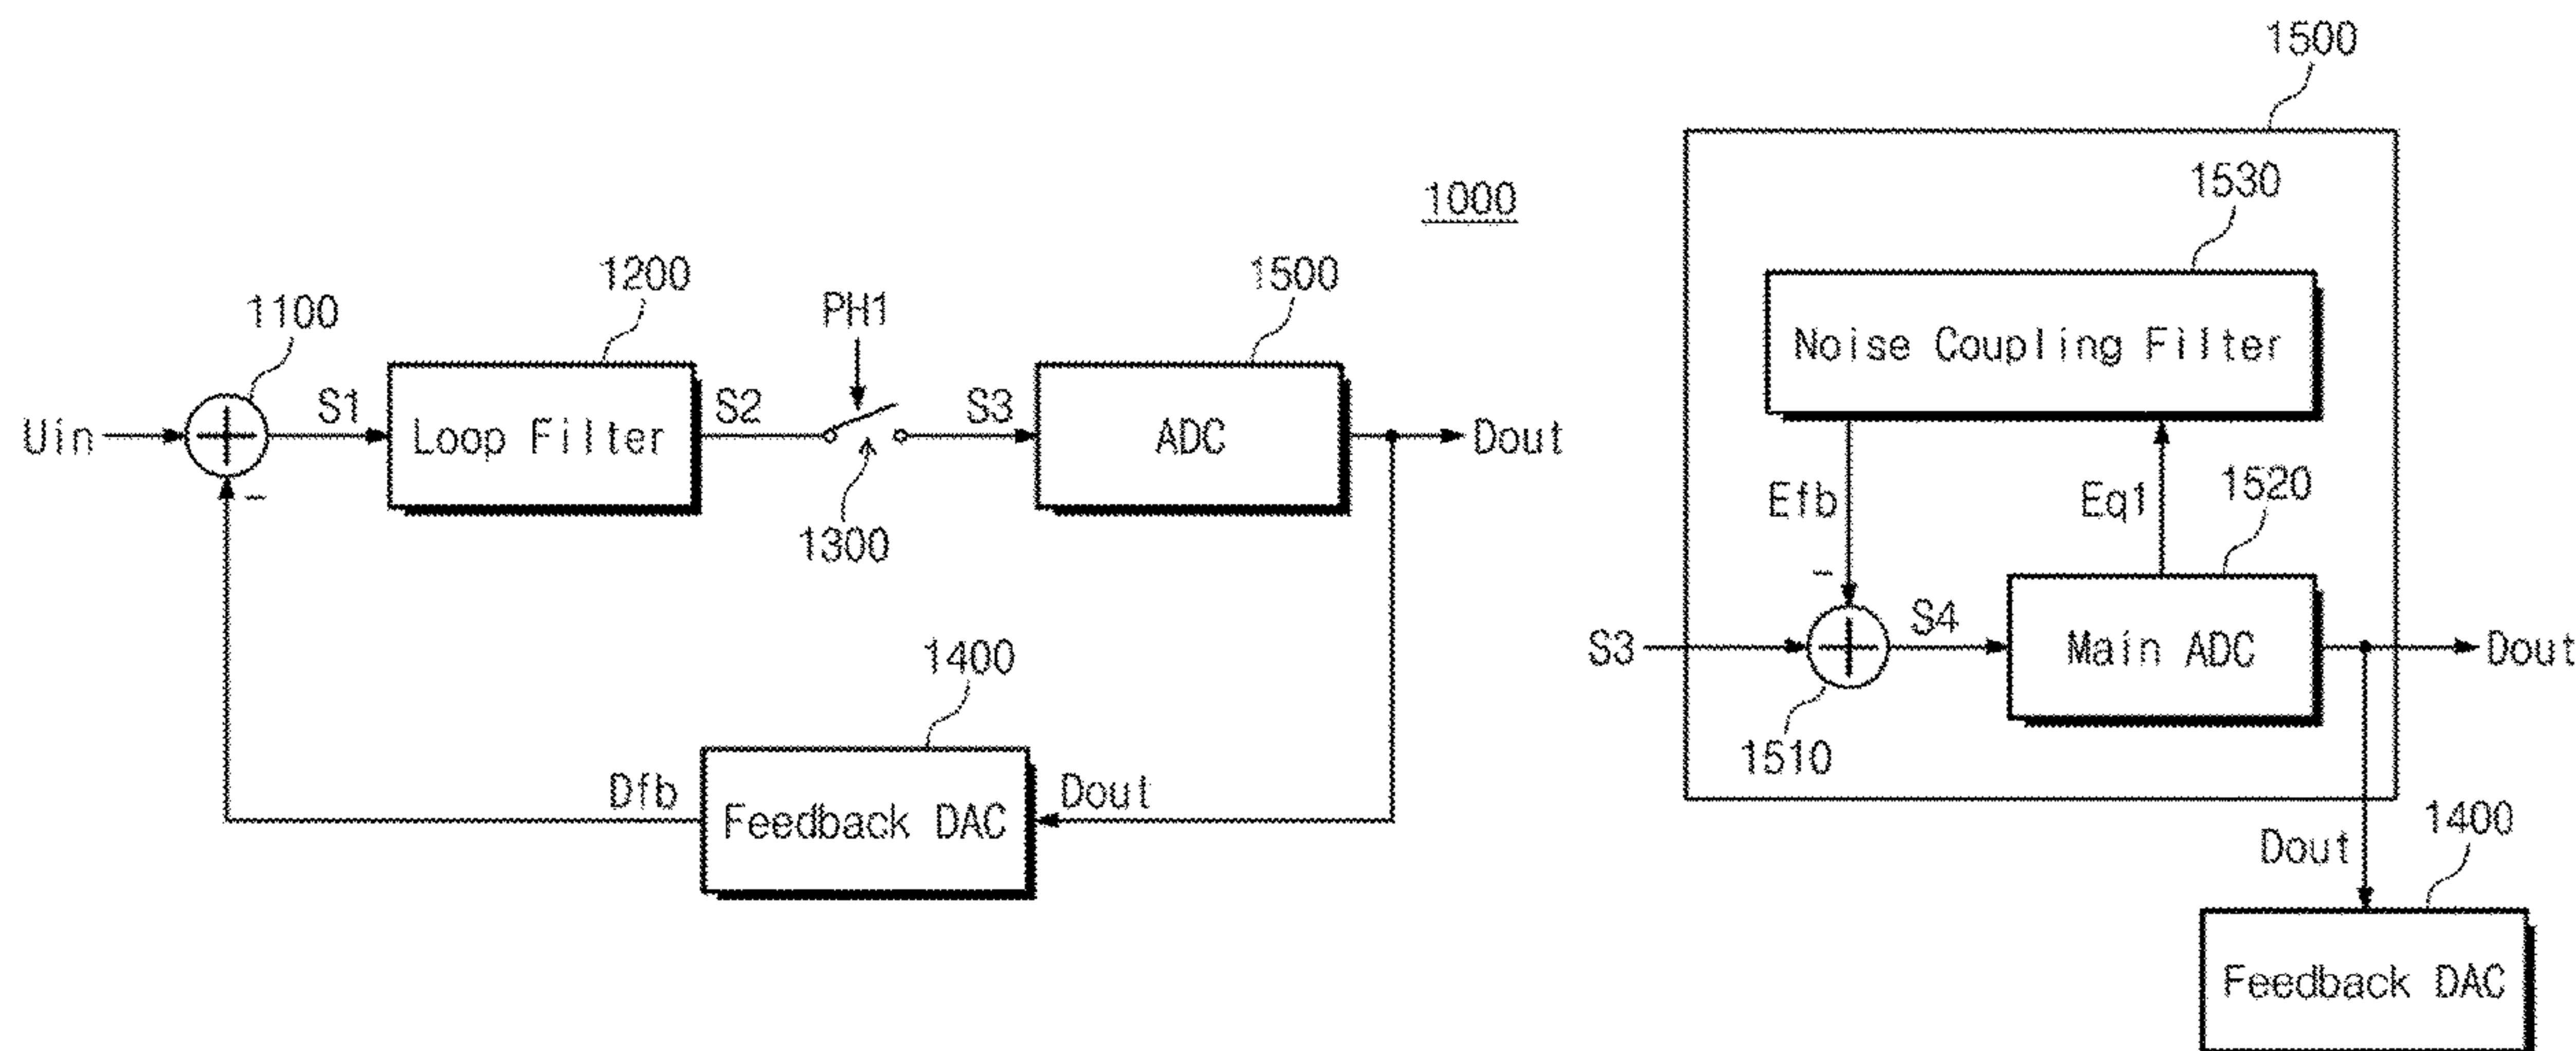 1000
1100
1200
PH1
1500
Uin
S1
Loop Filter
S2
S3
ADC
Dout
-
1300
1400
Dfb
Feedback DAC
Dout
1500
1530
Noise Coupling Filter
Efb
Eq1
1520
-
S3
S4
Main ADC
Dout
1510
Dout
1400
Feedback DAC